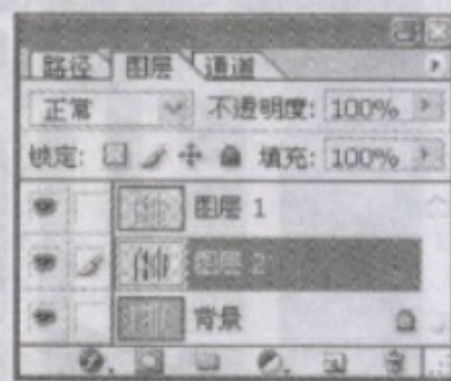 路径 图层 通道
正常 不透明度: 100%
锁定: 填充: 100%
图层 1
图层 2
背景